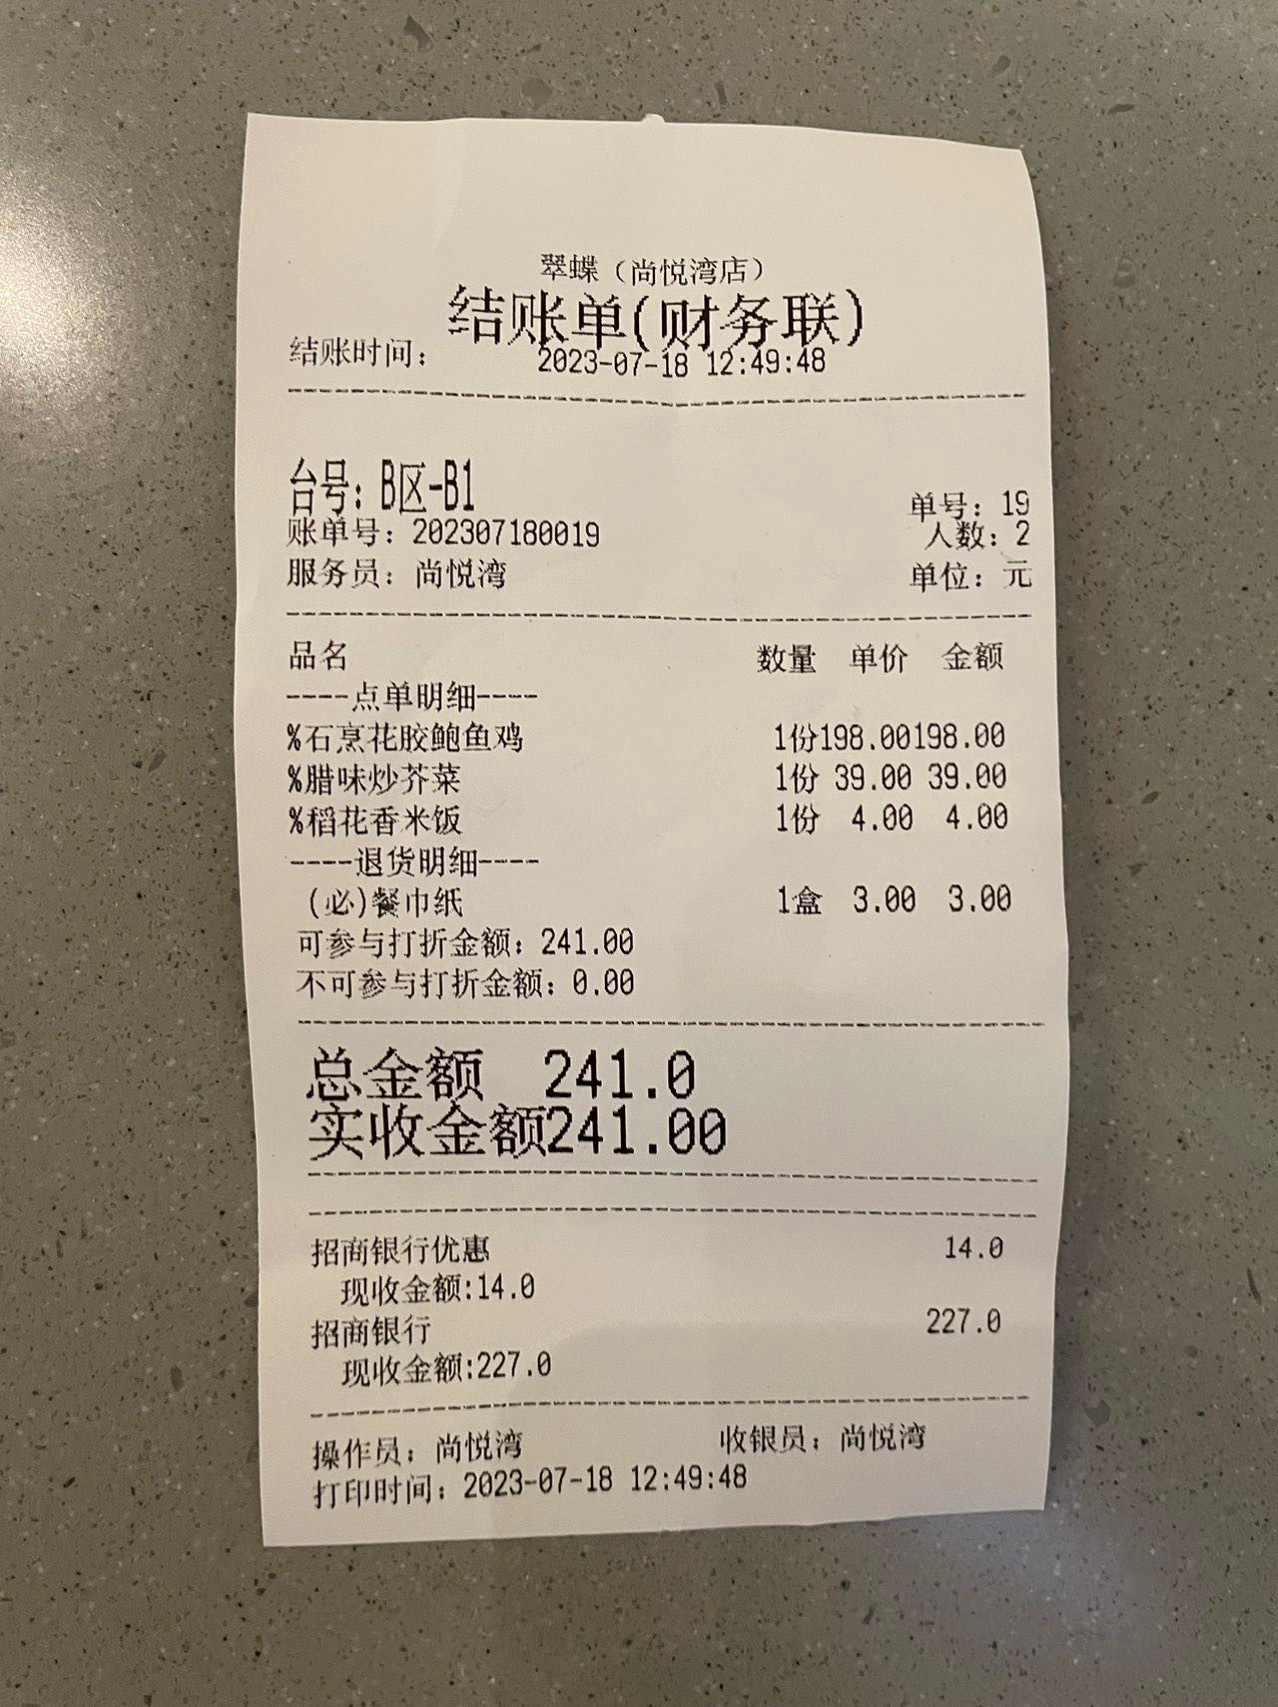 翠蝶（尚悦湾店）
结账单(财务联)
结账时间： 2023-07-18 12:49:48
台号：B区-B1
单号：19
账单号：202307180019 人数：2
服务员：尚悦湾 单位：元
品名 数量 单价 金额
----点单明细----
%石烹花胶鲍鱼鸡 1份198.00198.00
%腊味炒芥菜 1份 39.00 39.00
%稻花香米饭 1份 4.00 4.00
----退货明细----
(必)餐巾纸 1盒 3.00 3.00
可参与打折金额：241.00
不可参与打折金额：0.00
总金额 241.0
实收金额241.00
招商银行优惠 14.0
现收金额:14.0
招商银行 227.0
现收金额:227.0
操作员：尚悦湾 收银员：尚悦湾
打印时间：2023-07-18 12:49:48